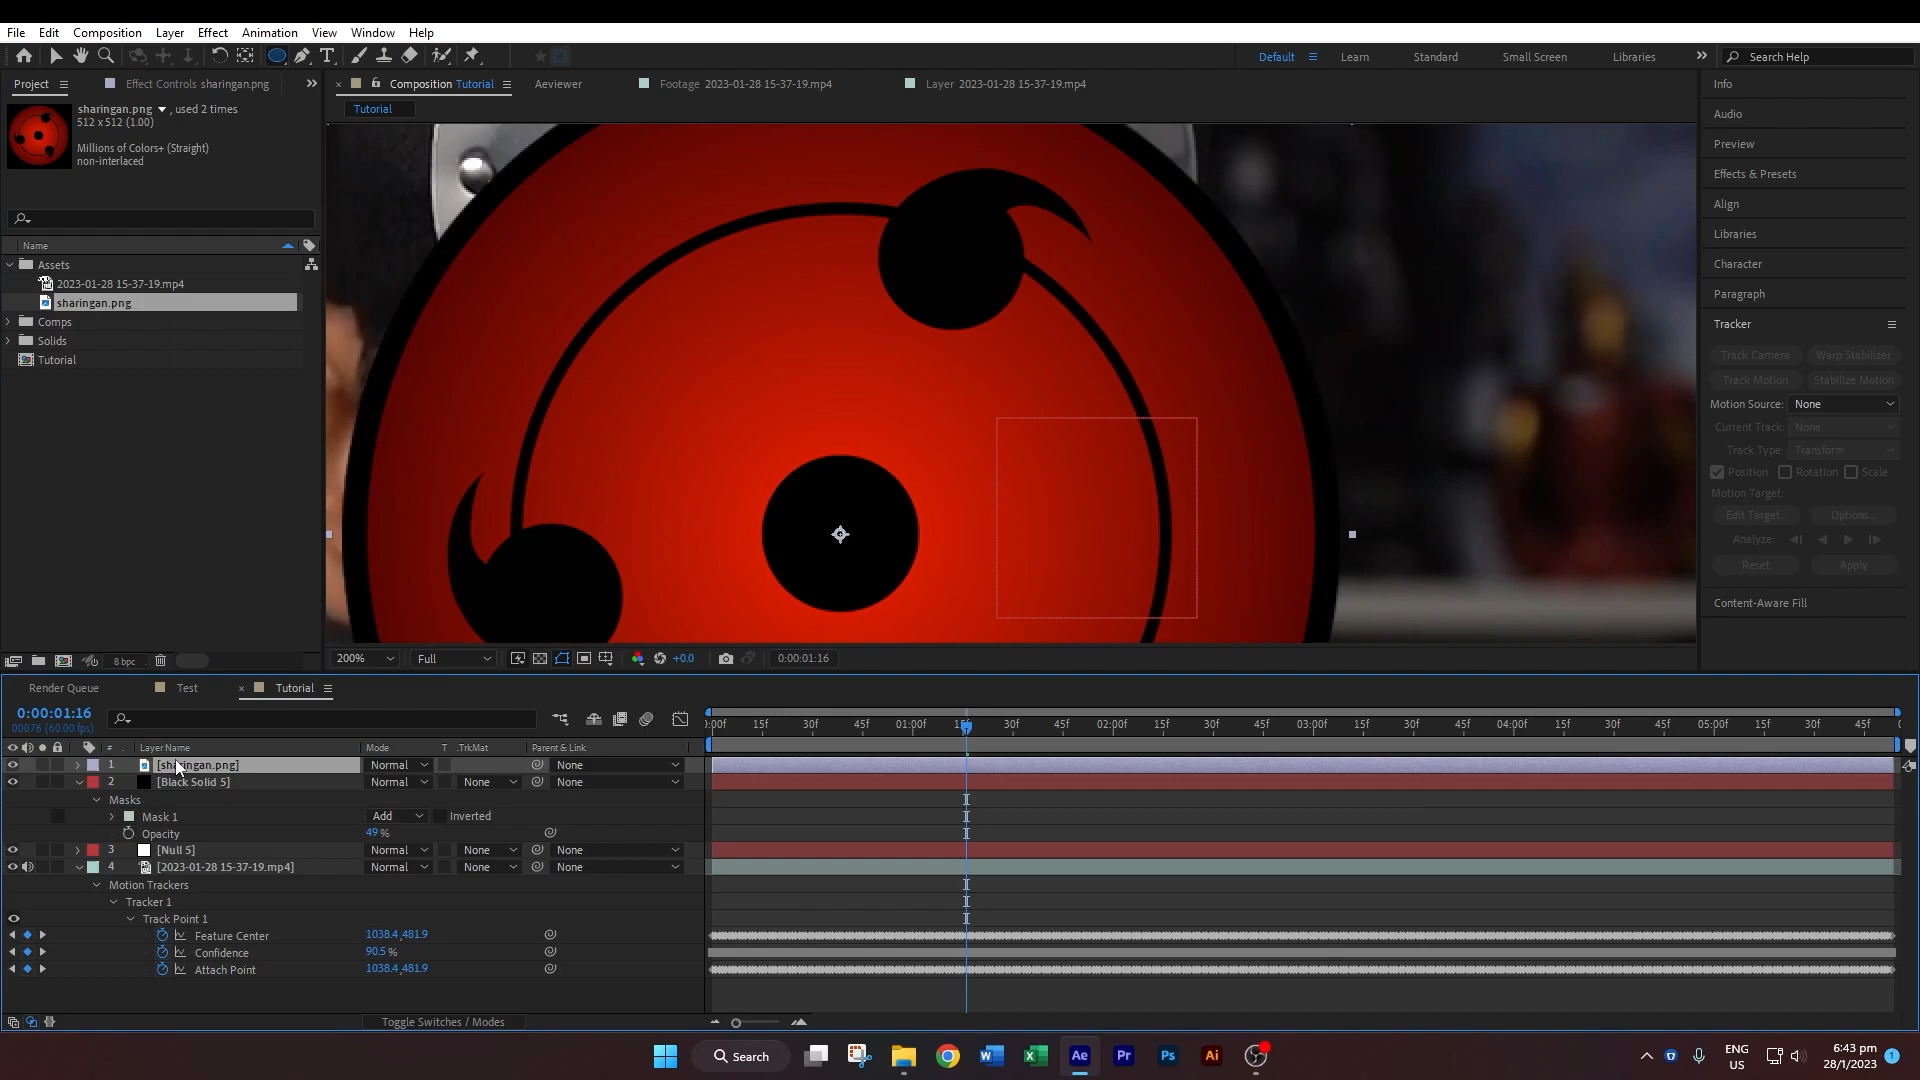 File Edit Composition Layer Effect Animation View Window Help
Default Learn Standard Small Screen Libraries Search Help
Project Effect Controls sharingan.png
Composition Tutorial Aeviewer Footage 2023-01-28 15-37-19.mp4 Layer 2023-01-28 15-37-19.mp4
Tutorial
sharingan.png , used 2 times
512 x 512 (1.00)
Millions of Colors+ (Straight)
non-interlaced
Name
Assets
2023-01-28 15-37-19.mp4
sharingan.png
Comps
Solids
Tutorial
8 bpc
200% Full +0.0 0:00:01:16
Info
Audio
Preview
Effects & Presets
Align
Libraries
Character
Paragraph
Tracker
Track Camera Warp Stabilizer
Track Motion Stabilize Motion
Motion Source: None
Current Track: None
Track Type: Transform
Position Rotation Scale
Motion Target:
Edit Target... Options...
Analyze:
Reset Apply
Content-Aware Fill
Render Queue Test Tutorial
0:00:01:16
00076 (60.00 fps)
:00f 15f 30f 45f 01:00f 15f 30f 45f 02:00f 15f 30f 45f 03:00f 15f 30f 45f 04:00f 15f 30f 45f 05:00f 15f 30f 45f
# Layer Name Mode T .TrkMat Parent & Link
1 [sharingan.png] Normal None
2 [Black Solid 5] Normal None None
Masks
Mask 1 Add Inverted
Opacity 49 %
3 [Null 5] Normal None None
4 [2023-01-28 15-37-19.mp4] Normal None None
Motion Trackers
Tracker 1
Track Point 1
Feature Center 1038.4,481.9
Confidence 90.5 %
Attach Point 1038.4,481.9
Toggle Switches / Modes
Search
Ae Pr Ps Ai
ENG
US
6:43 pm
28/1/2023
1